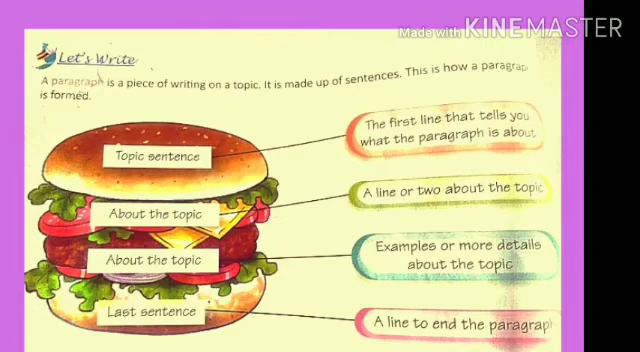 Made with KINEMASTER
Let's Write
A paragraph is a piece of writing on a topic. It is made up of sentences. This is how a paragrap
is formed.
The first line that tells you
what the paragraph is about
Topic sentence
A line or two about the topic
About the topic
Examples or more details
about the topic
About the topic
Last sentence
A line to end the paragraph